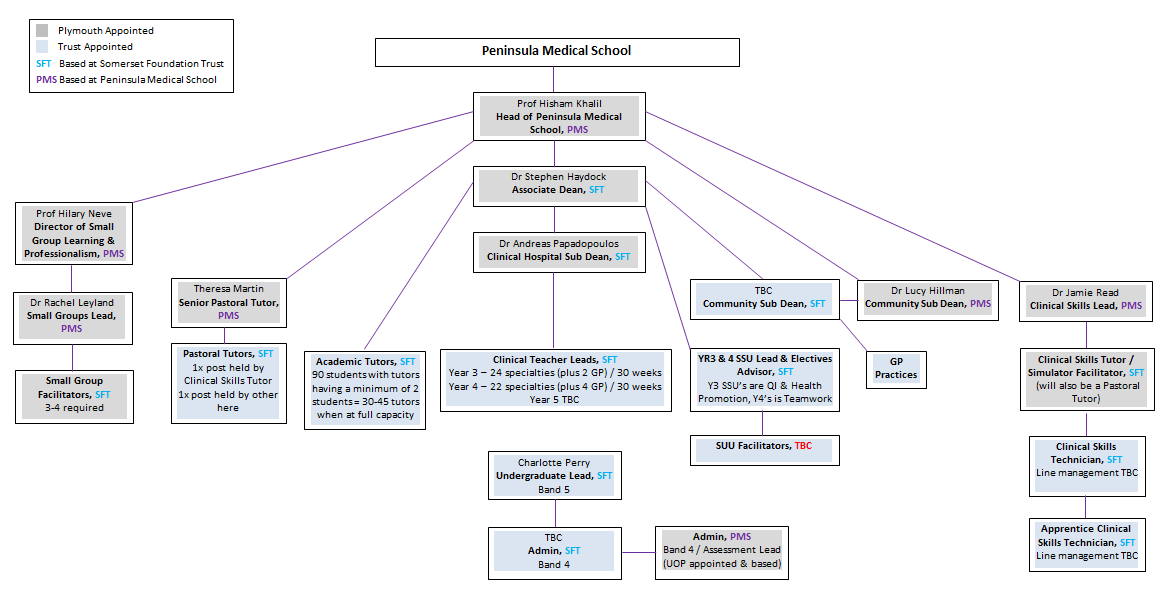 Plymouth Appointed
Trust Appointed
SFT Based at Somerset Foundation Trust
PMS Based at Peninsula Medical School
Peninsula Medical School
Prof Hisham Khalil
Head of Peninsula Medical
School, PMS
Dr Stephen Haydock
Associate Dean, SFT
Prof Hilary Neve
Director of Small
Group Learning &
Professionalism, PMS
Dr Andreas Papadopoulos
Clinical Hospital Sub Dean, SFT
Theresa Martin
Senior Pastoral Tutor,
PMS
TBC
Community Sub Dean, SFT
Dr Lucy Hillman
Community Sub Dean, PMS
Dr Jamie Read
Clinical Skills Lead, PMS
Dr Rachel Leyland
Small Groups Lead,
PMS
Pastoral Tutors, SFT
1x post held by
Clinical Skills Tutor
1x post held by other
here
Academic Tutors, SFT
90 students with tutors
having a minimum of 2
students = 30-45 tutors
when at full capacity
Clinical Teacher Leads, SFT
Year 3 – 24 specialties (plus 2 GP) / 30 weeks
Year 4 – 22 specialties (plus 4 GP) / 30 weeks
Year 5 TBC
YR3 & 4 SSU Lead & Electives
Advisor, SFT
Y3 SSU's are QI & Health
Promotion, Y4's is Teamwork
GP
Practices
Clinical Skills Tutor /
Simulator Facilitator, SFT
(will also be a Pastoral
Tutor)
Small Group
Facilitators, SFT
3-4 required
SUU Facilitators, TBC
Clinical Skills
Technician, SFT
Line management TBC
Charlotte Perry
Undergraduate Lead, SFT
Band 5
TBC
Admin, SFT
Band 4
Admin, PMS
Band 4 / Assessment Lead
(UOP appointed & based)
Apprentice Clinical
Skills Technician, SFT
Line management TBC